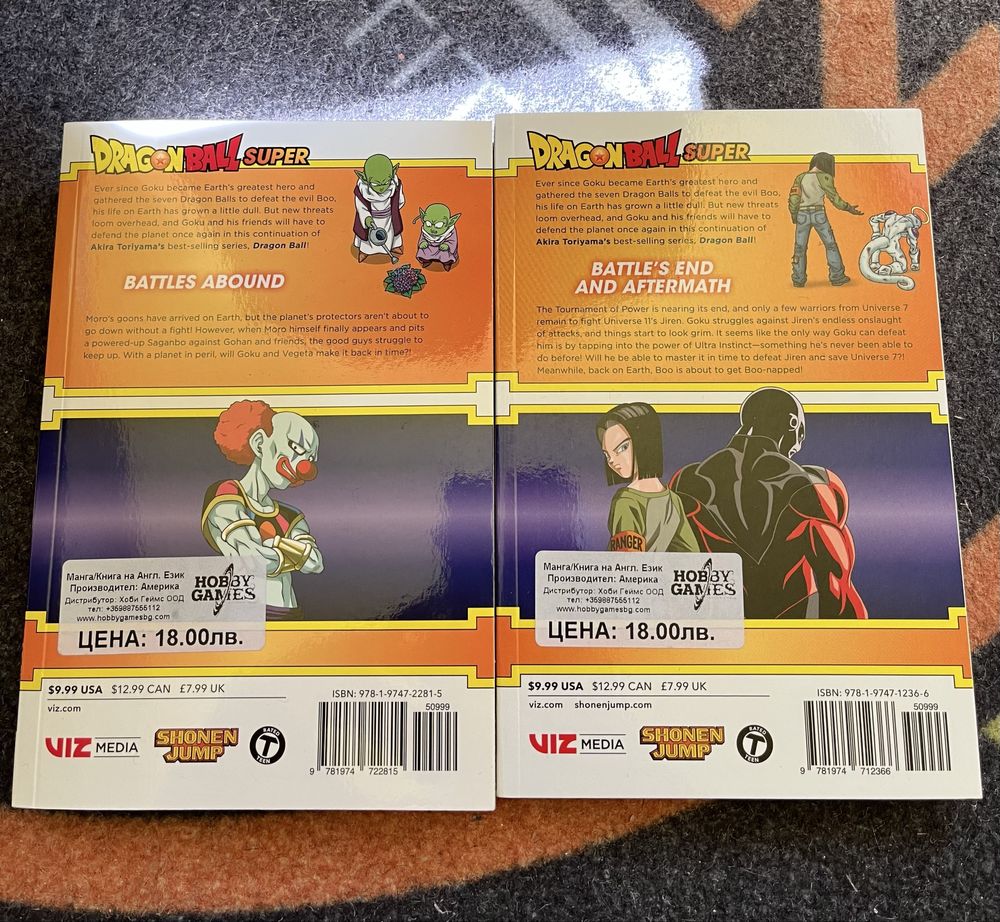 DRAGON BALL SUPER
Ever since Goku became Earth's greatest hero and
gathered the seven Dragon Balls to defeat the evil Boo,
his life on Earth has grown a little dull. But new threats
loom overhead, and Goku and his friends will have to
defend the planet once again in this continuation of
Akira Toriyama's best-selling series, Dragon Ball!
BATTLES ABOUND
Moro's goons have arrived on Earth, but the planet's protectors aren't about to
go down without a fight! However, when Moro himself finally appears and pits
a powered-up Saganbo against Gohan and friends, the good guys struggle to
keep up. With a planet in peril, will Goku and Vegeta make it back in time?!
Манга/Книга на Англ. Език
Производител: Америка
Дистрибутор: Хоби Геймс ООД
тел: +359887555112
www.hobbygamesbg.com
HOBBY
GAMES
ЦЕНА: 18.00лв.
$9.99 USA $12.99 CAN £7.99 UK
viz.com
VIZ MEDIA
SHONEN
JUMP
RATED
T
TEEN
ISBN: 978-1-9747-2281-5
50999
9 781974 722815
DRAGON BALL SUPER
Ever since Goku became Earth's greatest hero and
gathered the seven Dragon Balls to defeat the evil Boo,
his life on Earth has grown a little dull. But new threats
loom overhead, and Goku and his friends will have to
defend the planet once again in this continuation of
Akira Toriyama's best-selling series, Dragon Ball!
BATTLE'S END
AND AFTERMATH
The Tournament of Power is nearing its end, and only a few warriors from Universe 7
remain to fight Universe 11's Jiren. Goku struggles against Jiren's endless onslaught
of attacks, and things start to look grim. It seems like the only way Goku can defeat
him is by tapping into the power of Ultra Instinct—something he's never been able to
do before! Will he be able to master it in time to defeat Jiren and save Universe 7?!
Meanwhile, back on Earth, Boo is about to get Boo-napped!
RANGER
Манга/Книга на Англ. Език
Производител: Америка
Дистрибутор: Хоби Геймс ООД
тел: +359887555112
www.hobbygamesbg.com
HOBBY
GAMES
ЦЕНА: 18.00лв.
$9.99 USA $12.99 CAN £7.99 UK
viz.com shonenjump.com
VIZ MEDIA
SHONEN
JUMP
RATED
T
TEEN
ISBN: 978-1-9747-1236-6
50999
9 781974 712366